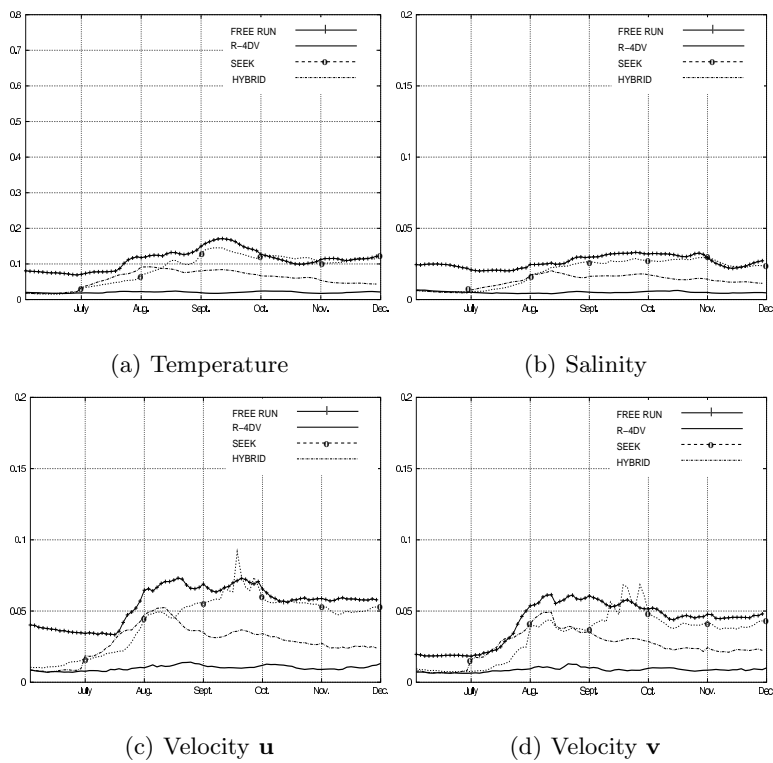 0.8
0.7
0.6
0.5
0.4
0.3
0.2
0.1
0
FREE RUN
R-4DV
SEEK
HYBRID
July Aug. Sept. Oct. Nov. Dec.
(a) Temperature
0.2
0.15
0.1
0.05
0
FREE RUN
R-4DV
SEEK
HYBRID
July Aug. Sept. Oct. Nov. Dec.
(b) Salinity
0.2
0.15
0.1
0.05
0
FREE RUN
R-4DV
SEEK
HYBRID
July Aug. Sept. Oct. Nov. Dec.
(c) Velocity u
0.2
0.15
0.1
0.05
0
FREE RUN
R-4DV
SEEK
HYBRID
July Aug. Sept. Oct. Nov. Dec.
(d) Velocity v